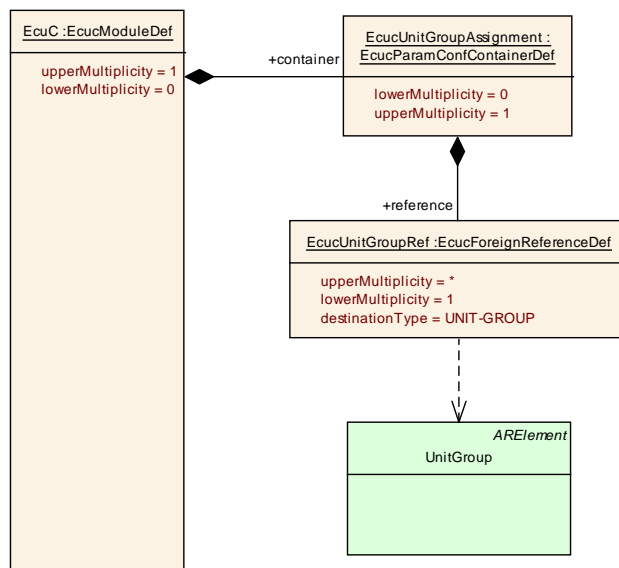 EcuC :EcucModuleDef
upperMultiplicity = 1
lowerMultiplicity = 0
+container
EcucUnitGroupAssignment :
EcucParamConfContainerDef
lowerMultiplicity = 0
upperMultiplicity = 1
+reference
EcucUnitGroupRef :EcucForeignReferenceDef
upperMultiplicity = *
lowerMultiplicity = 1
destinationType = UNIT-GROUP
ARElement
UnitGroup